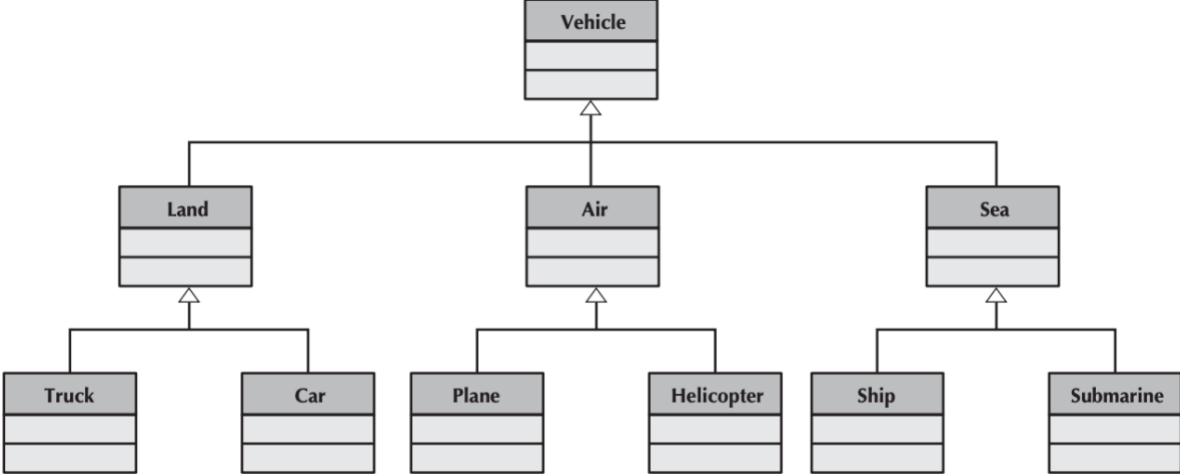 Vehicle
Land
Air
Sea
Truck
Car
Plane
Helicopter
Ship
Submarine